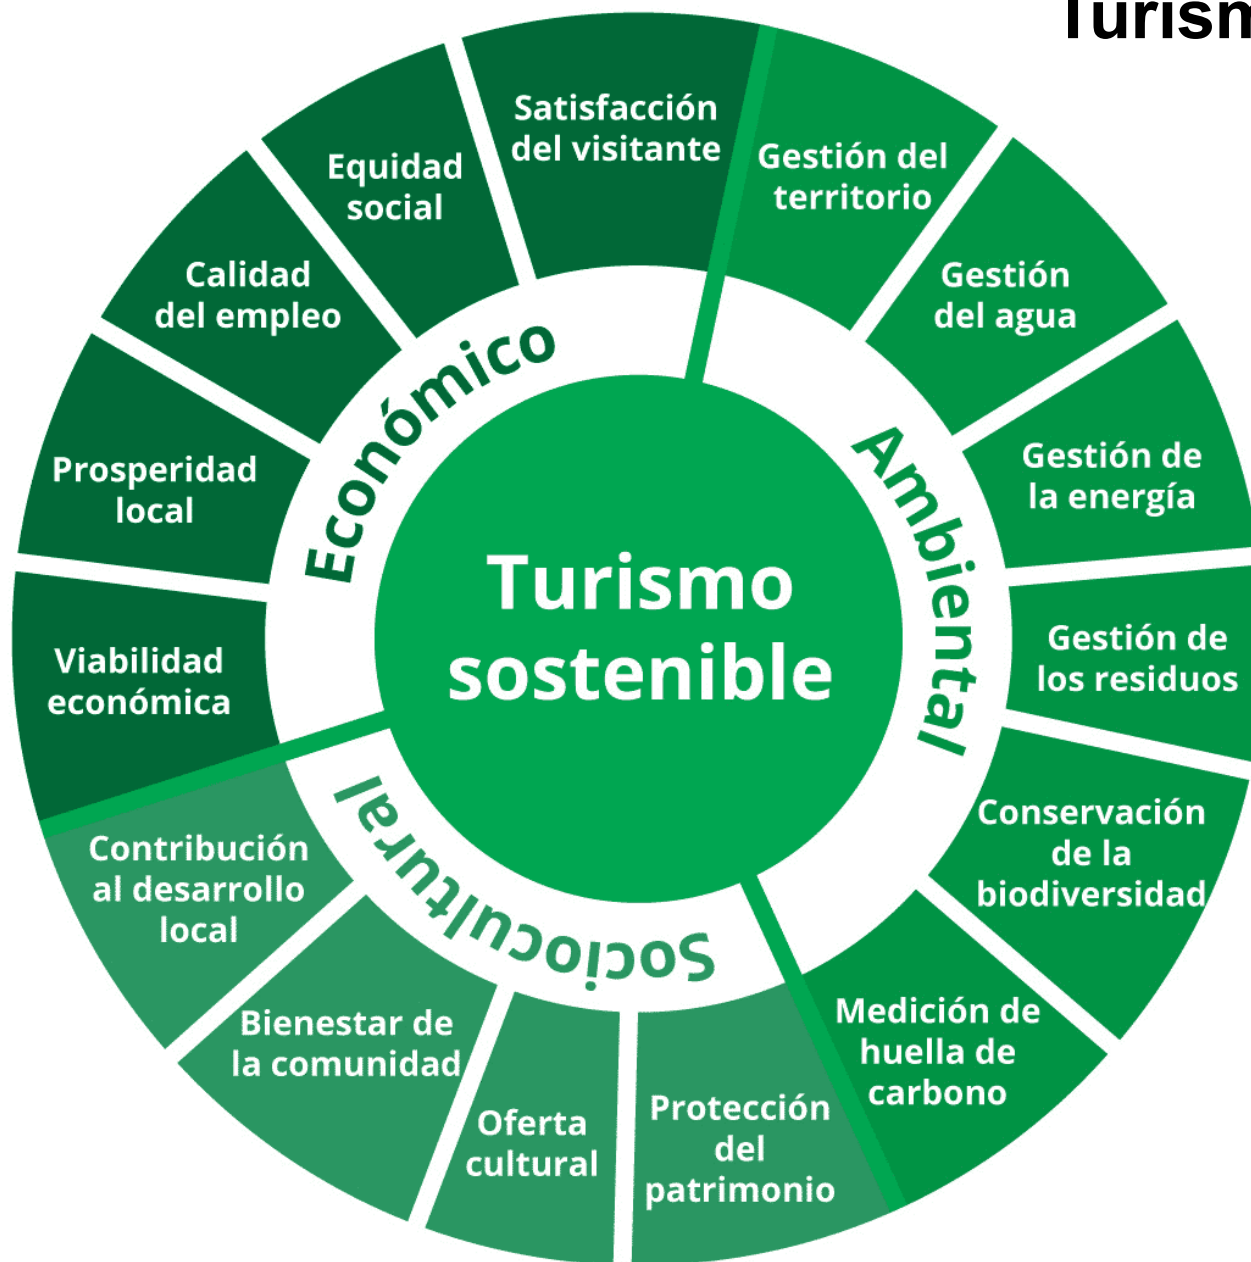 Turism
Satisfacción
del visitante
Gestión del
territorio
Gestión
del agua
Gestión de
la energía
Gestión de
los residuos
Conservación
de la
biodiversidad
Medición de
huella de
carbono
Protección
del
patrimonio
Oferta
cultural
Bienestar de
la comunidad
Contribución
al desarrollo
local
Viabilidad
económica
Prosperidad
local
Calidad
del empleo
Equidad
social
Económico
Ambiental
Sociocultural
Turismo
sostenible